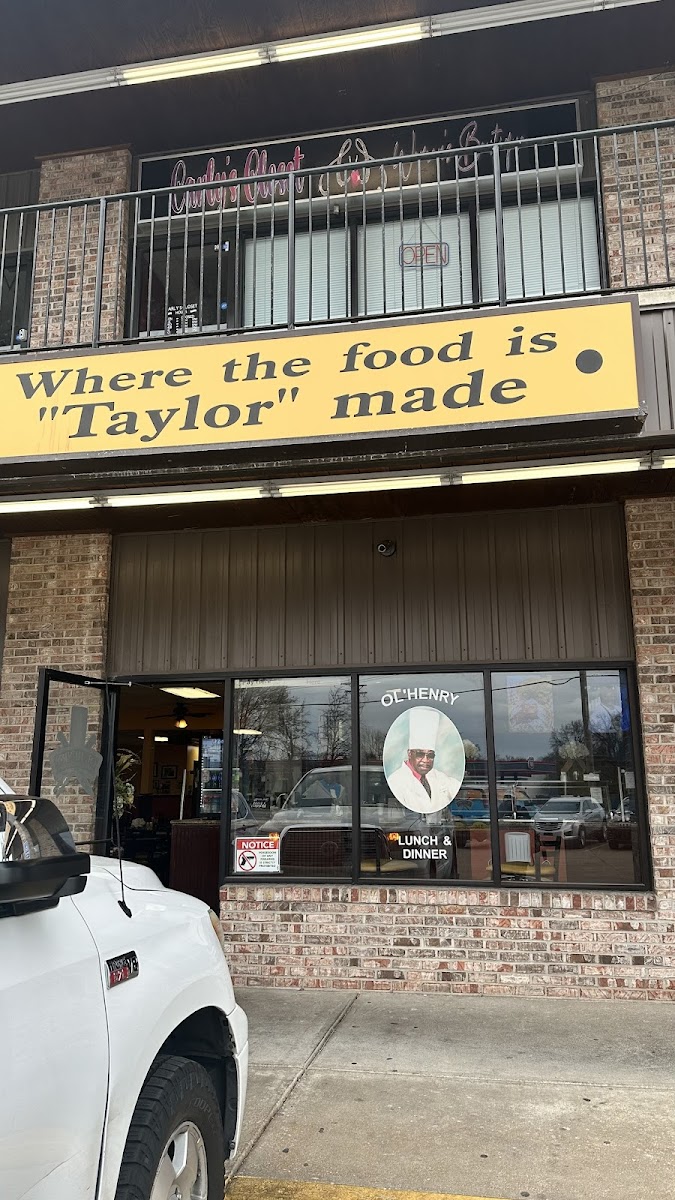 Carly's Closet
OPEN
Where the food is
"Taylor" made
OL'HENRY
LUNCH &
DINNER
NOTICE